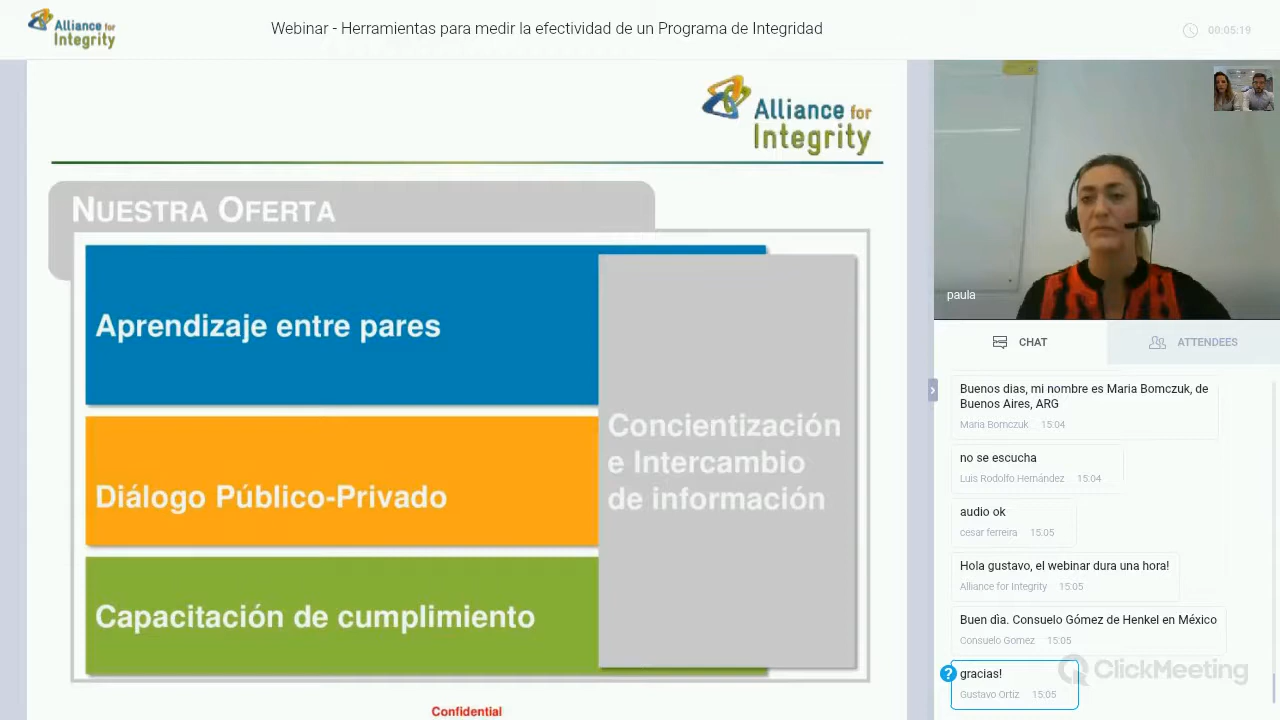 Alliance for
Integrity
Webinar - Herramientas para medir la efectividad de un Programa de Integridad
00:05:19
Alliance for
Integrity
NUESTRA OFERTA
Aprendizaje entre pares
Diálogo Público-Privado
Capacitación de cumplimiento
Concientización
e Intercambio
de información
Confidential
paula
CHAT
ATTENDEES
Buenos dias, mi nombre es Maria Bomczuk, de
Buenos Aires, ARG
Maria Bomczuk 15:04
no se escucha
Luis Rodolfo Hernández 15:04
audio ok
cesar ferreira 15:05
Hola gustavo, el webinar dura una hora!
Alliance for Integrity 15:05
Buen dìa. Consuelo Gómez de Henkel en México
Consuelo Gomez 15:05
?
gracias!
Gustavo Ortiz 15:05
ClickMeeting